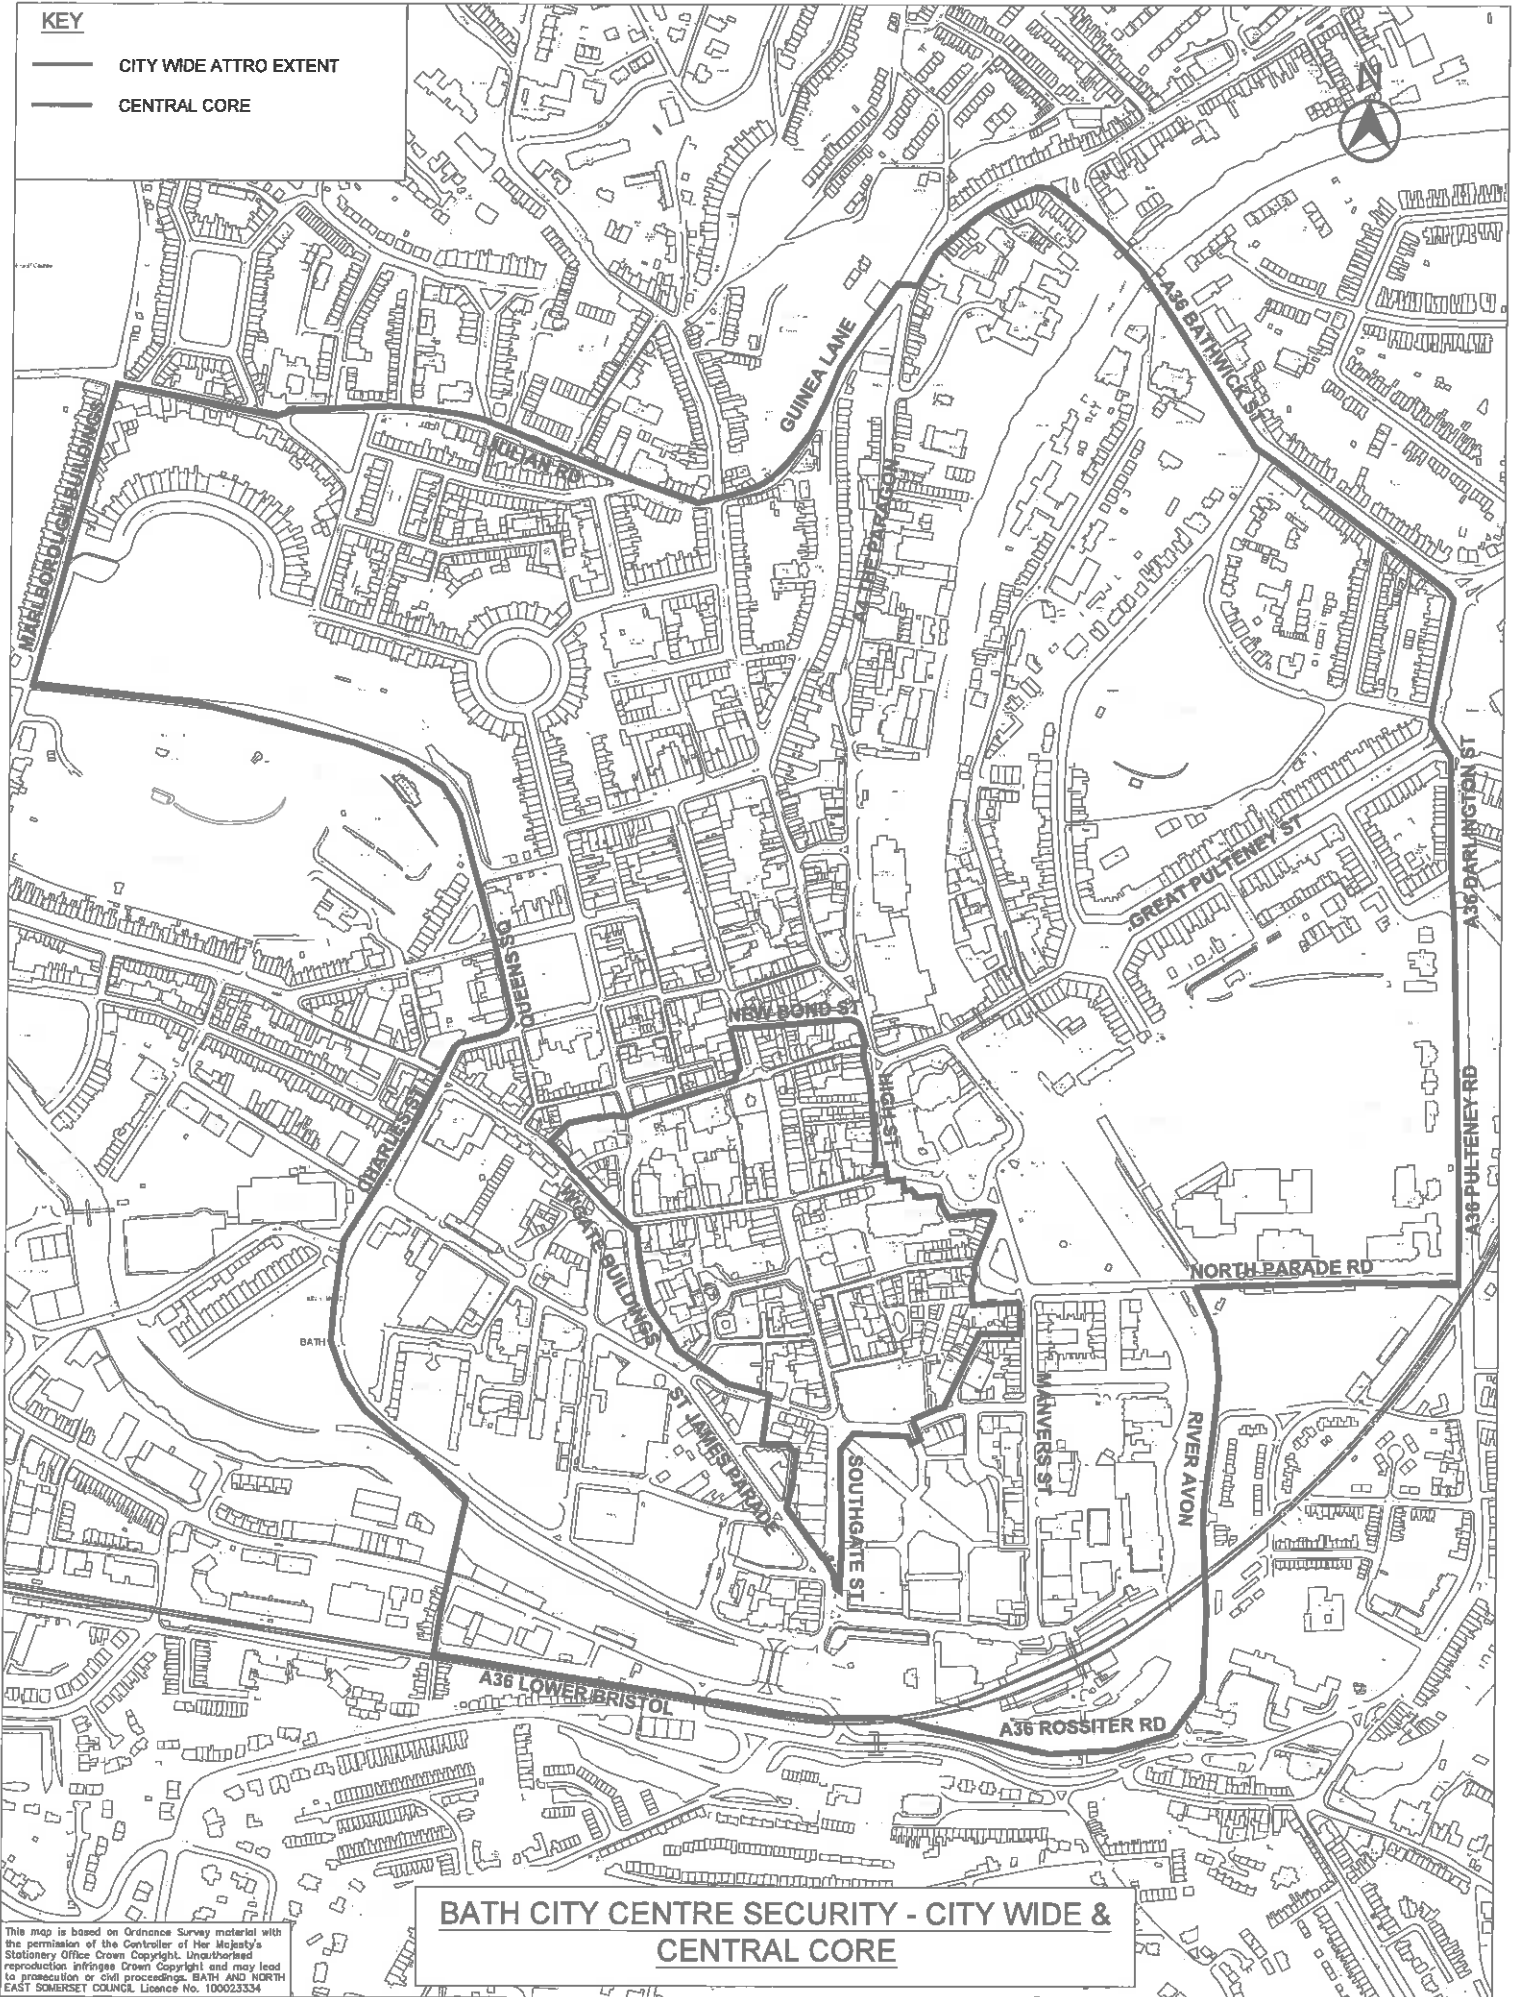 KEY
CITY WIDE ATTRO EXTENT
CENTRAL CORE
N
A36 BATHWICK ST
GUINEA LANE
JULIAN RD
MARLBOROUGH BUILDINGS
A4 THE PARAGON
A36 DARLINGTON ST
GREAT PULTENEY ST
QUEENS SQ
NEW BOND ST
HIGH ST
CHARLES ST
A36 PULTENEY RD
BUILDINGS
NORTH PARADE RD
BATH
ST JAMES PARADE
MANVERS ST
RIVER AVON
SOUTHGATE ST
A36 LOWER BRISTOL
A36 ROSSITER RD
BATH CITY CENTRE SECURITY - CITY WIDE &
CENTRAL CORE
This map is based on Ordnance Survey material with
the permission of the Controller of Her Majesty's
Stationery Office Crown Copyright. Unauthorised
reproduction infringes Crown Copyright and may lead
to prosecution or civil proceedings. BATH AND NORTH
EAST SOMERSET COUNCIL Licence No. 100023334